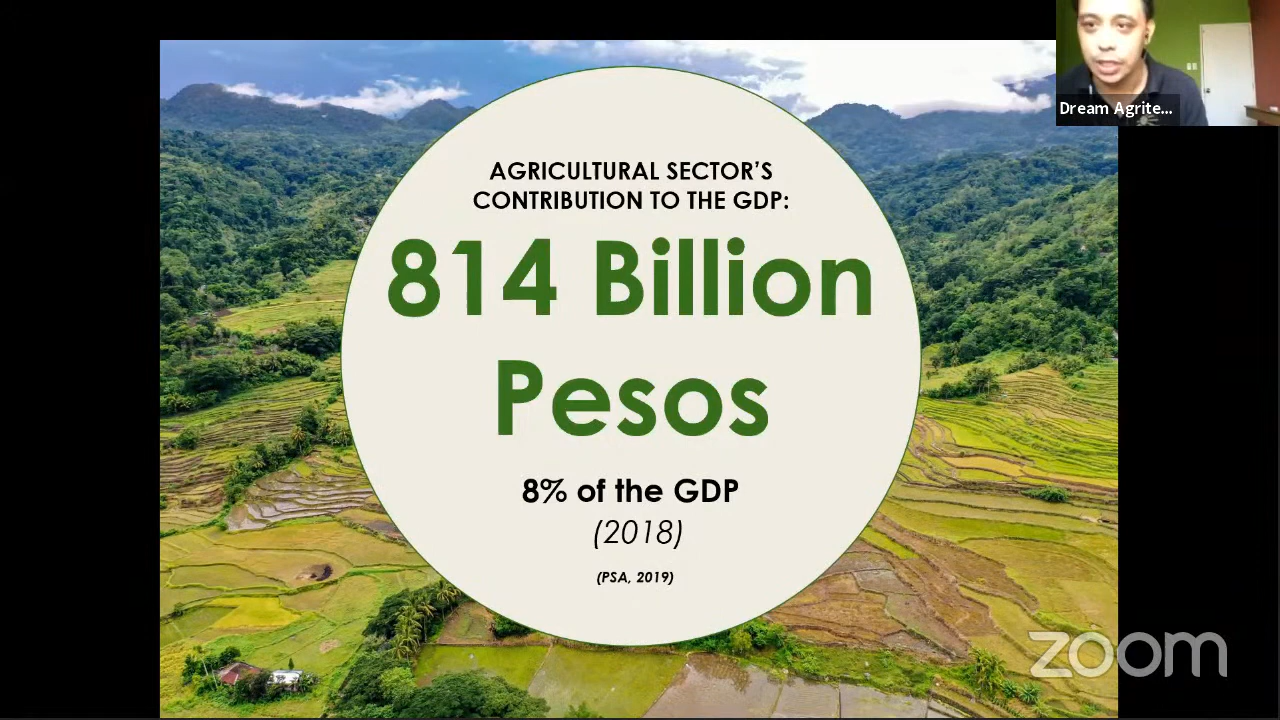 Dream Agrite...
AGRICULTURAL SECTOR'S
CONTRIBUTION TO THE GDP:
814 Billion
Pesos
8% of the GDP
(2018)
(PSA, 2019)
zoom